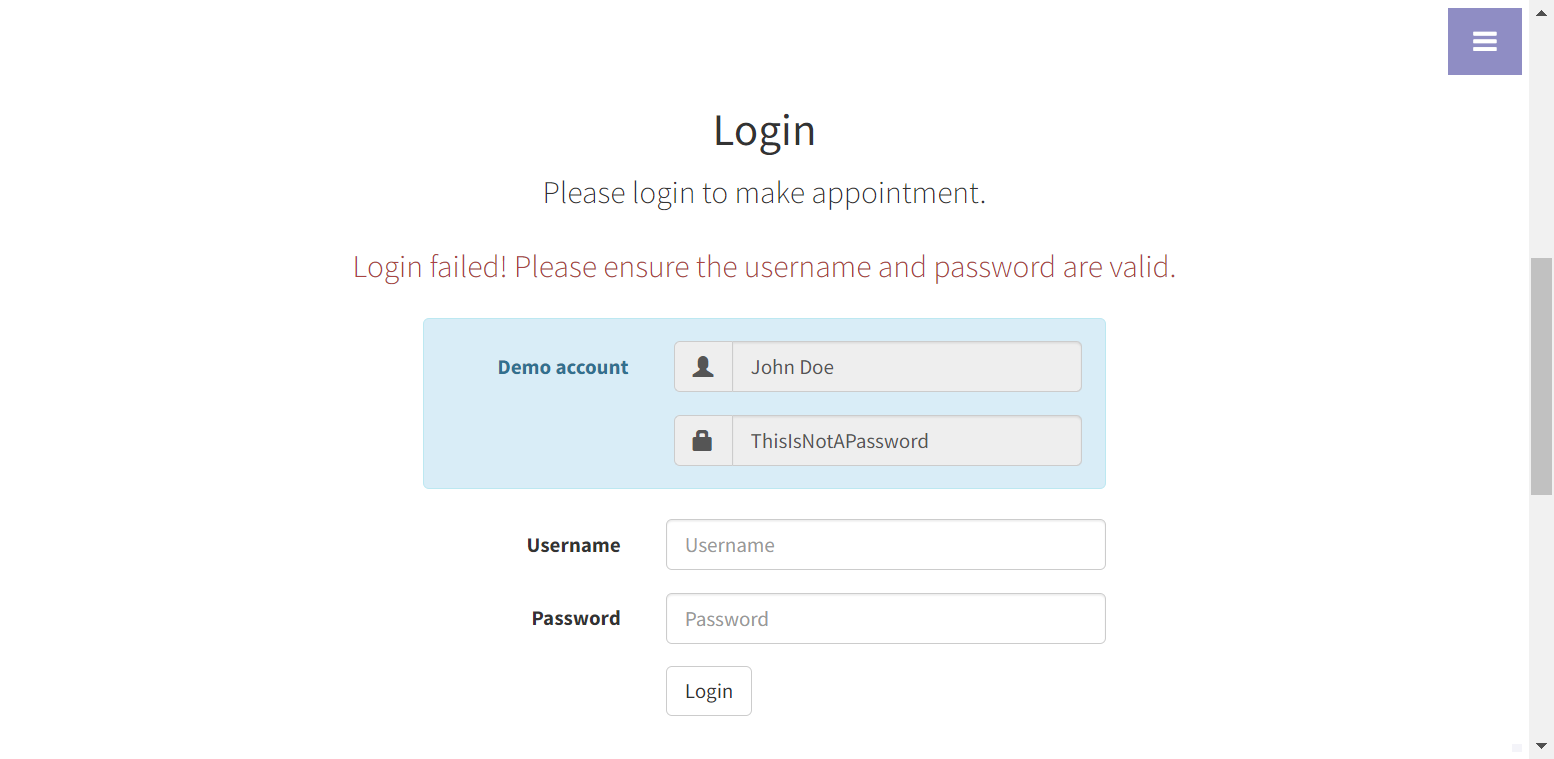 Login
Please login to make appointment.
Login failed! Please ensure the username and password are valid.
Demo account
John Doe
ThisIsNotAPassword
Username
Username
Password
Password
Login